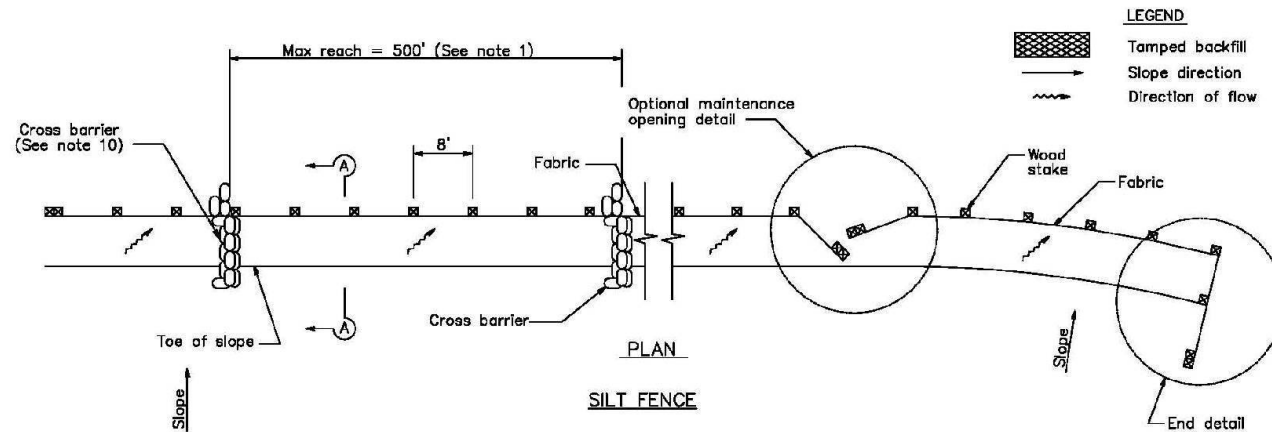 LEGEND
Tamped backfill
Slope direction
Direction of flow
Max reach = 500' (See note 1)
Optional maintenance
opening detail
Cross barrier
(See note 10)
A
8'
Fabric
Wood
stake
Fabric
Toe of slope
A
Cross barrier
PLAN
SILT FENCE
Slope
Slope
End detail